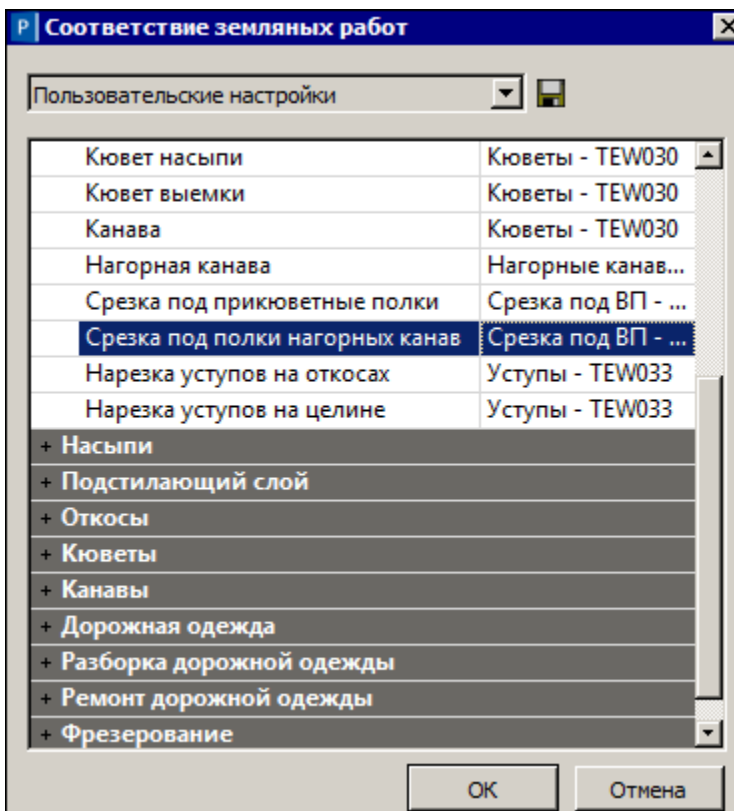 P Соответствие земляных работ
Пользовательские настройки
Кювет насыпи Кюветы - TEW030
Кювет выемки Кюветы - TEW030
Канава Кюветы - TEW030
Нагорная канава Нагорные канав...
Срезка под прикюветные полки Срезка под ВП - ...
Срезка под полки нагорных канав Срезка под ВП - ...
Нарезка уступов на откосах Уступы - TEW033
Нарезка уступов на целине Уступы - TEW033
+ Насыпи
+ Подстилающий слой
+ Откосы
+ Кюветы
+ Канавы
+ Дорожная одежда
+ Разборка дорожной одежды
+ Ремонт дорожной одежды
+ Фрезерование
ОК Отмена